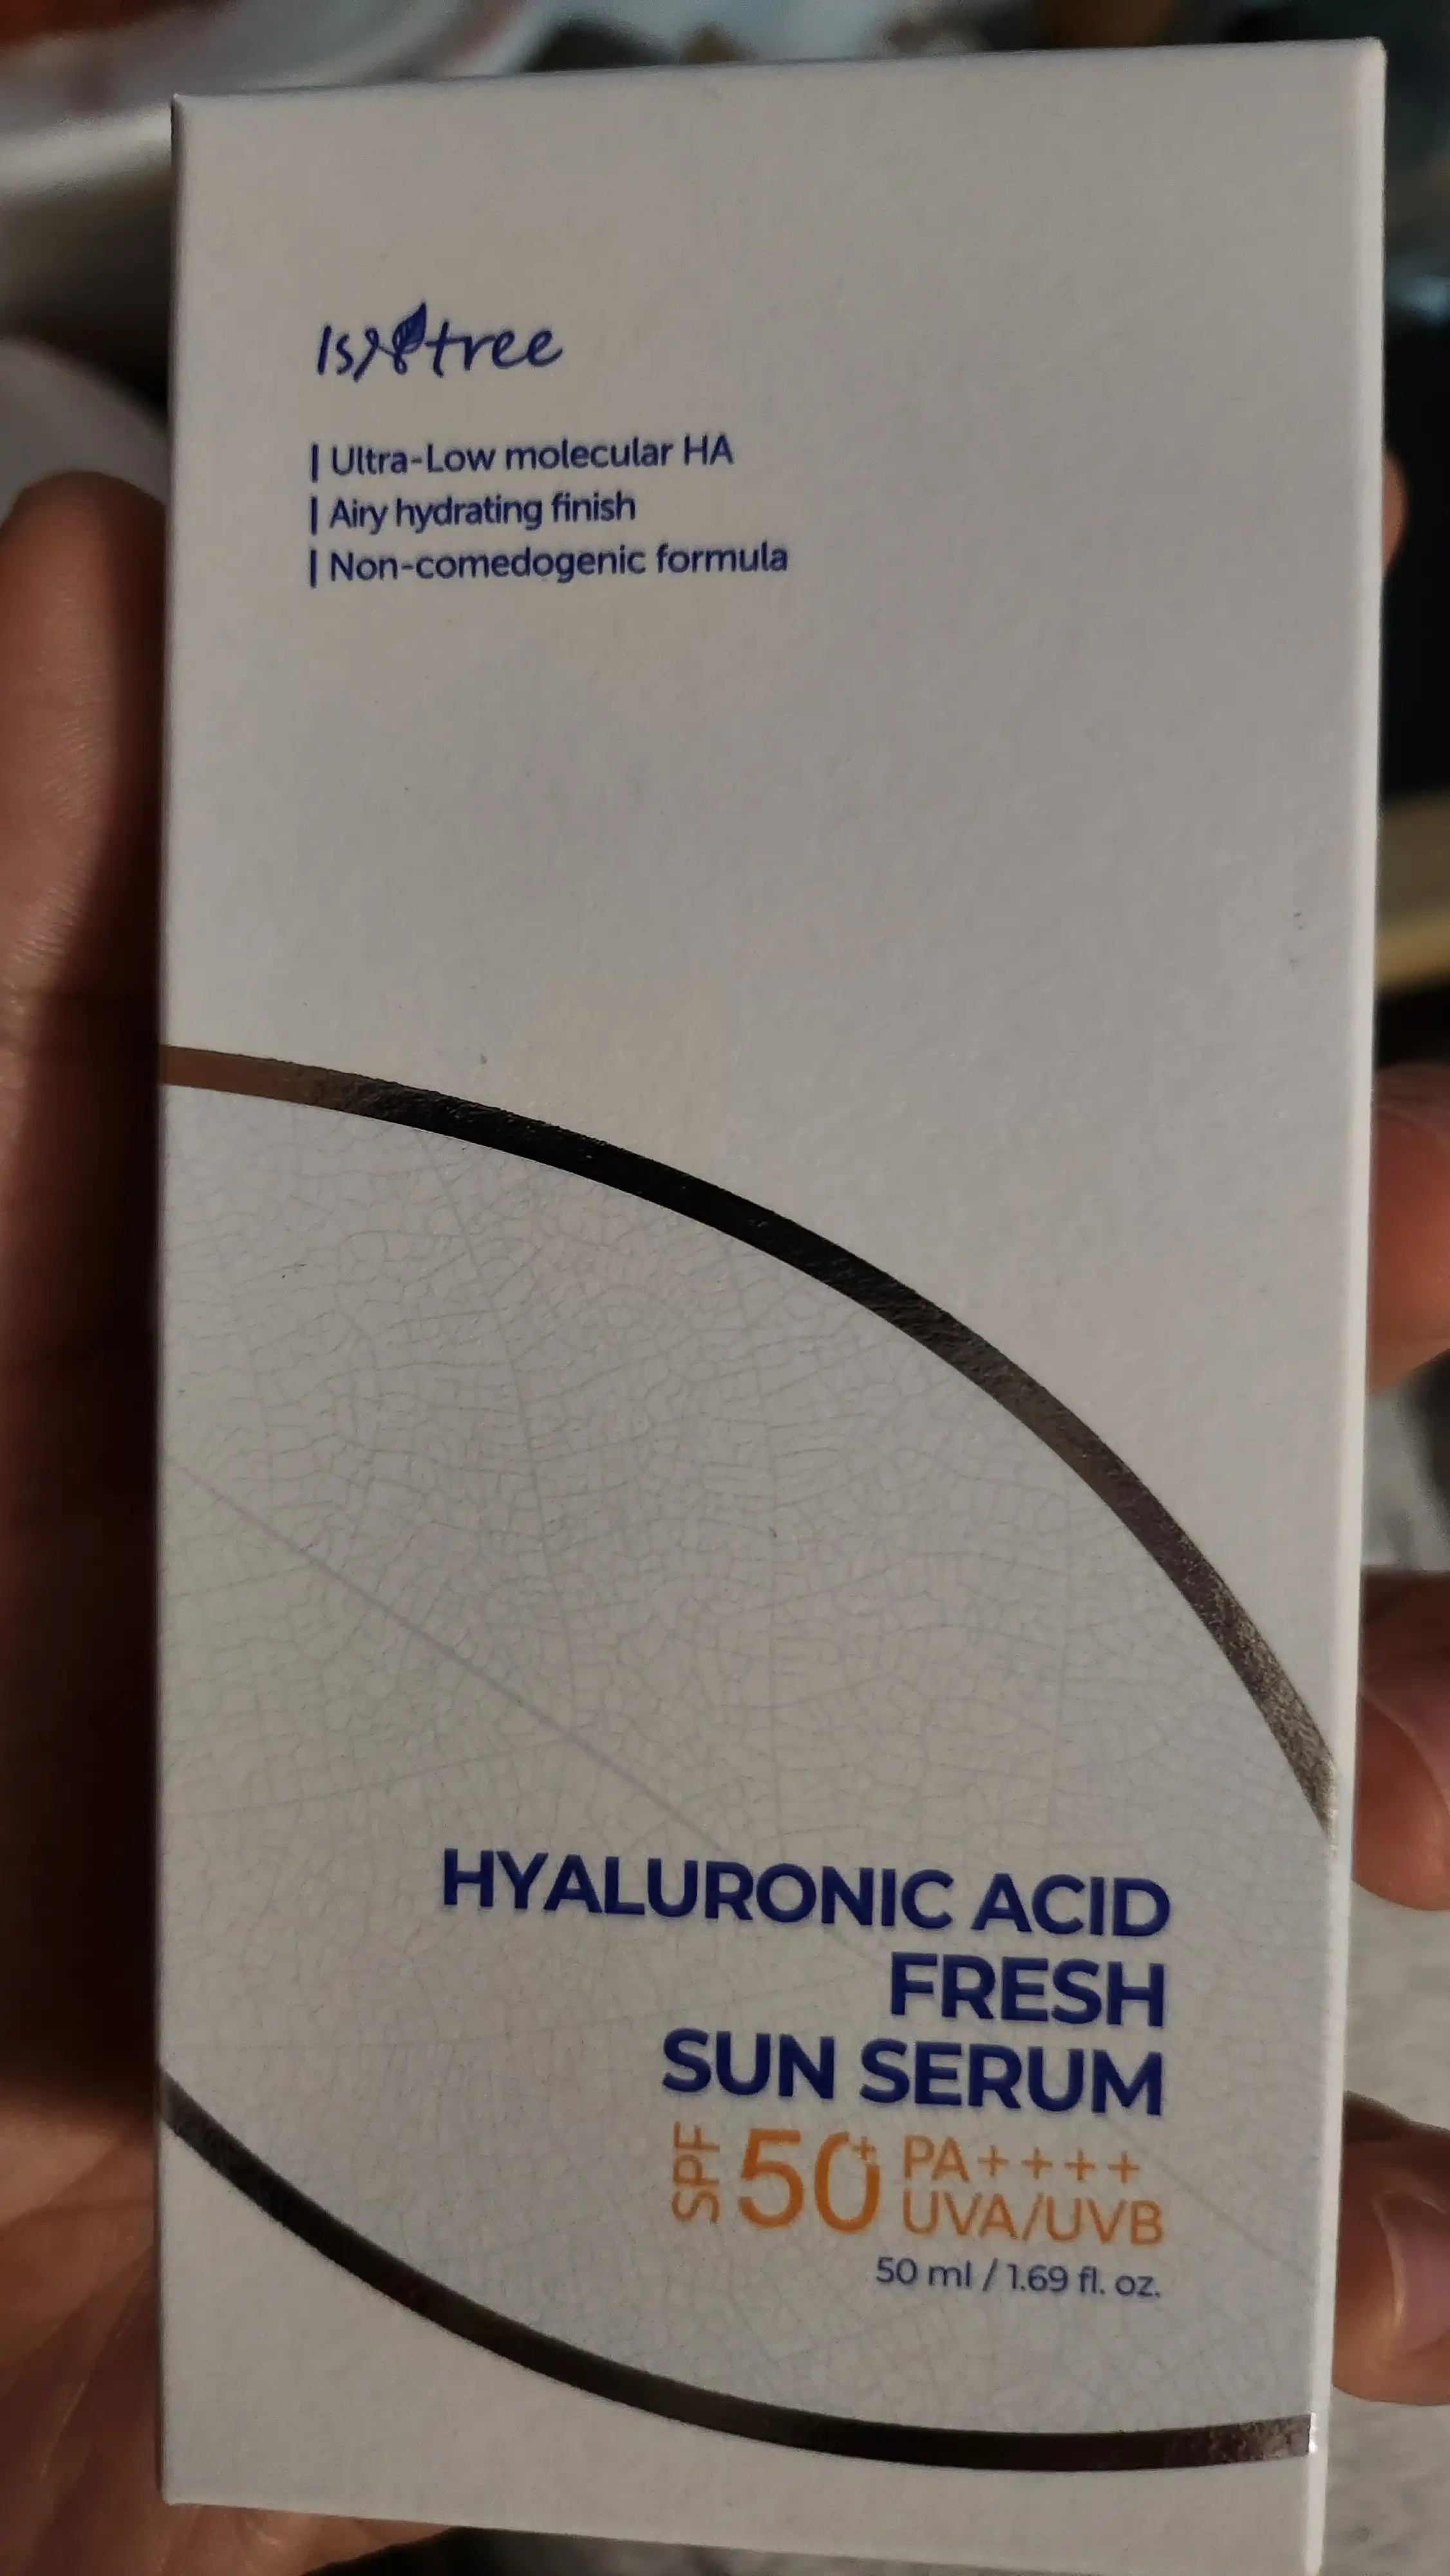 Isntree
| Ultra-Low molecular HA
| Airy hydrating finish
| Non-comedogenic formula
HYALURONIC ACID
FRESH
SUN SERUM
SPF 50+ PA++++
UVA/UVB
50 ml / 1.69 fl. oz.